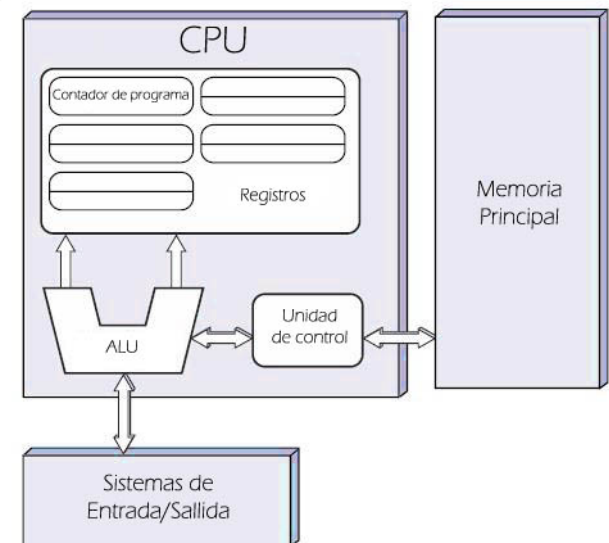 CPU
Contador de programa
Registros
Memoria
Principal
ALU
Unidad
de control
Sistemas de
Entrada/Sallida